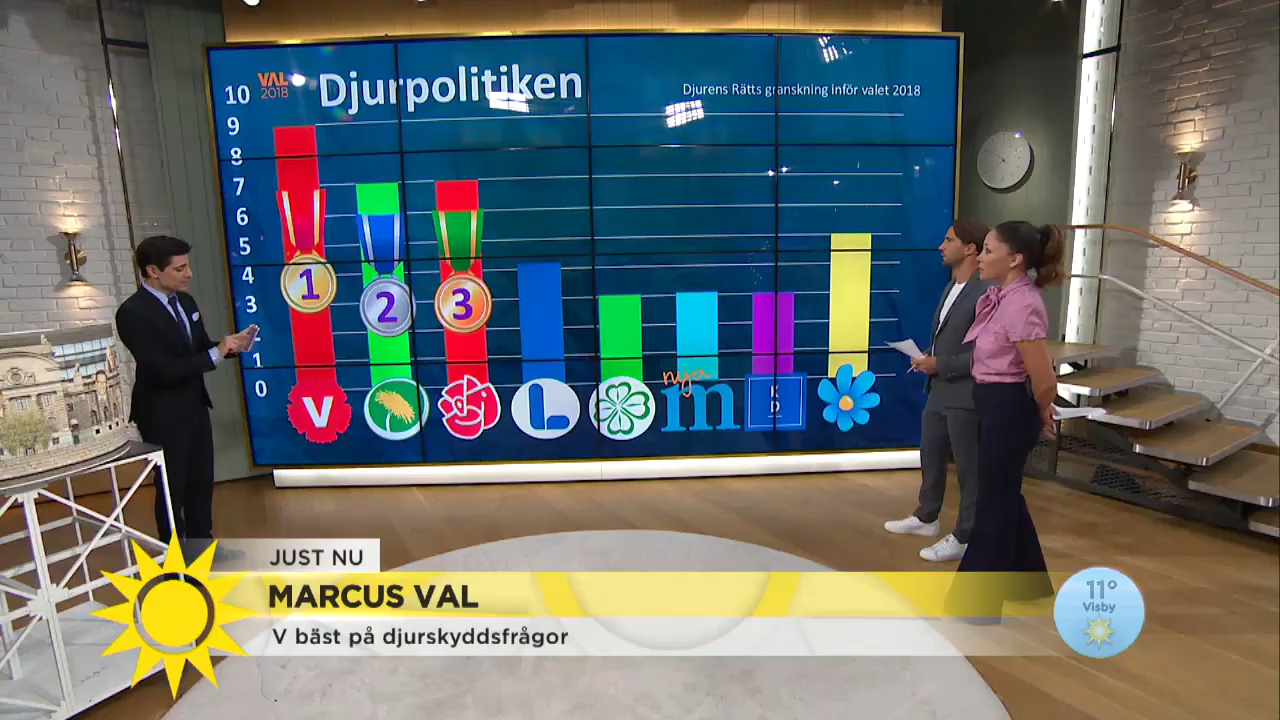 VAL
2018
Djurpolitiken
Djurens Rätts granskning inför valet 2018
10
9
8
7
6
5
4
3
1
0
1
2
3
V
L
nya
m
K
D
JUST NU
MARCUS VAL
V bäst på djurskyddsfrågor
11°
Visby